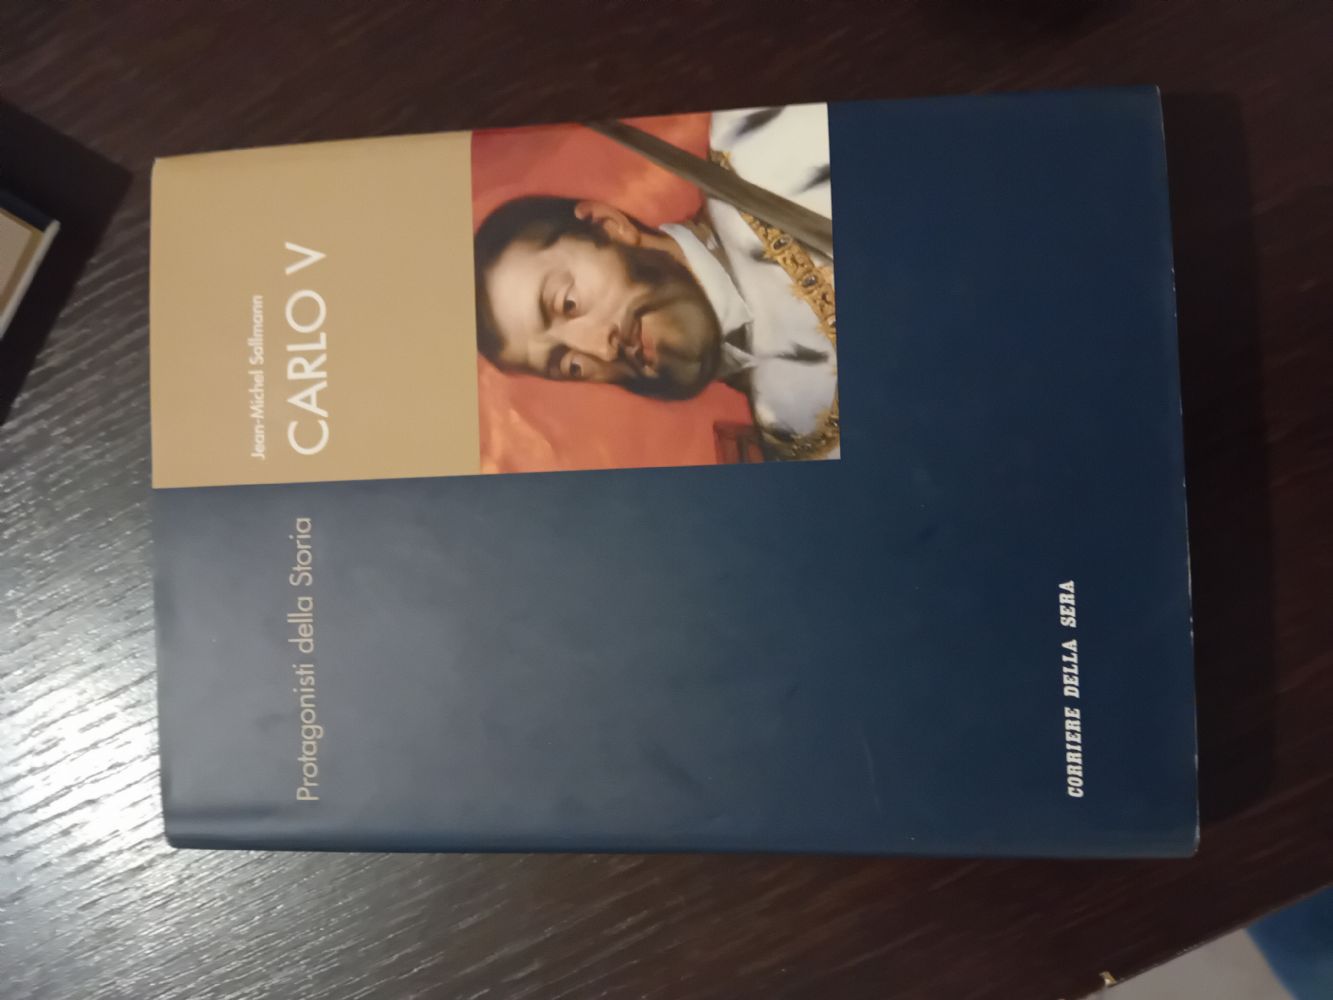 Protagonisti della Storia
Jean-Michel Sallmann
CARLO V
CORRIERE DELLA SERA